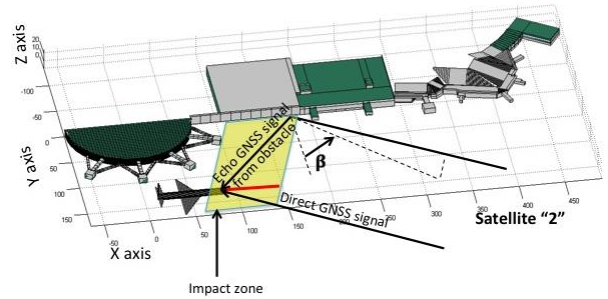 Z axis
20
10
0
-100
-50
0
50
100
150
Y axis
Echo GNSS signal
from obstacle
β
Direct GNSS signal
Satellite “2”
-50
0
50
100
150
200
250
300
350
400
450
X axis
Impact zone